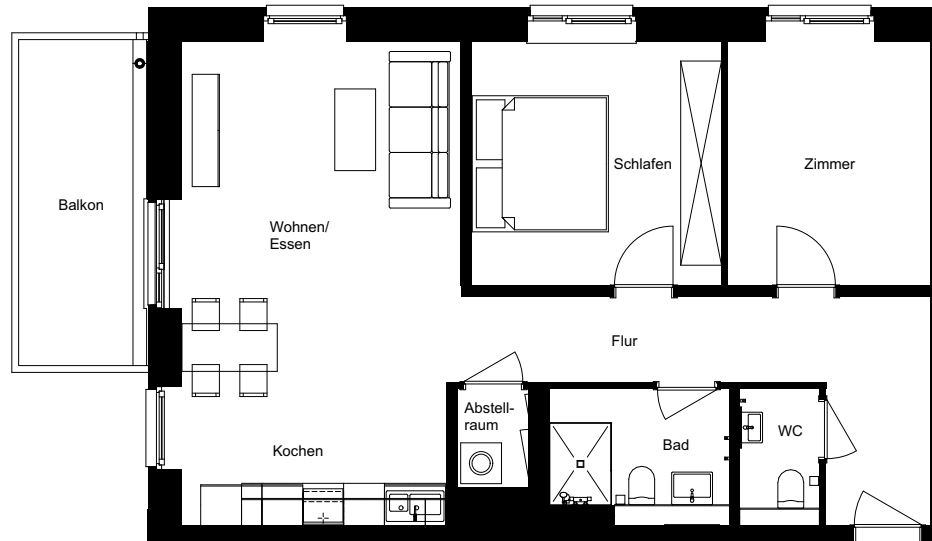 Schlafen
Zimmer
Balkon
Wohnen/
Essen
Flur
Abstell-
raum
Bad
WC
Kochen